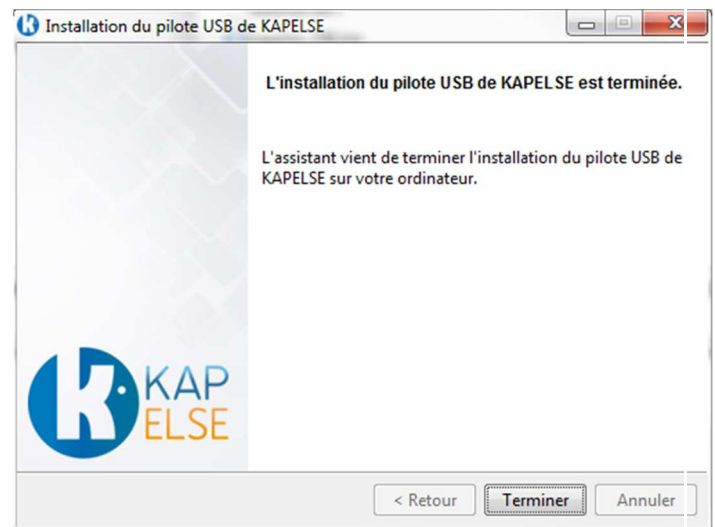 Installation du pilote USB de KAPELSE
L'installation du pilote USB de KAPELSE est terminée.
L'assistant vient de terminer l'installation du pilote USB de
KAPELSE sur votre ordinateur.
KAP
ELSE
< Retour
Terminer
Annuler